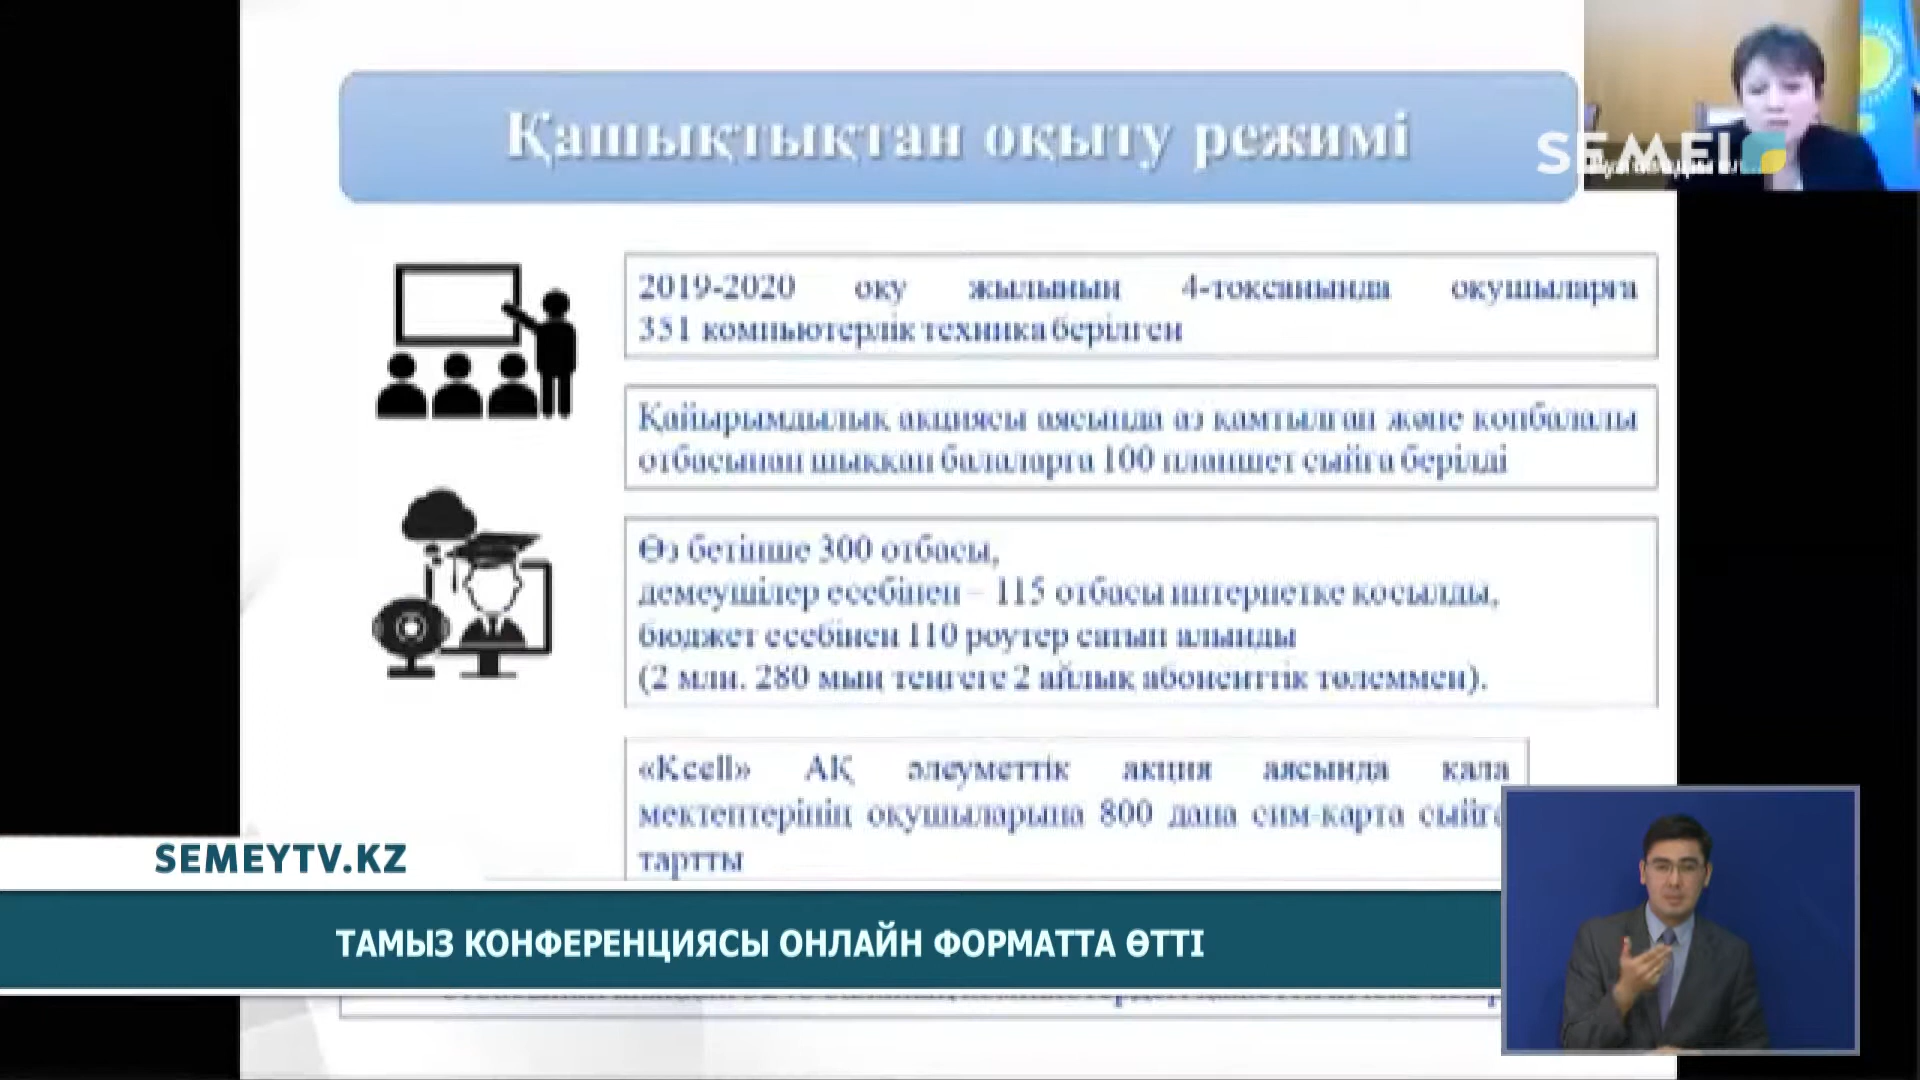 Қашықтықтан оқыту режимі
SEMEI
2019-2020 оқу жылының 4-тоқсанында оқушыларға
351 компьютерлік техника берілген
Қайырымдылық акциясы аясында аз қамтылған және көпбалалы
отбасынан шыққан балаларға 100 планшет сыйға берілді
Өз бетінше 300 отбасы,
демеушілер есебінен – 115 отбасы интернетке қосылды,
бюджет есебінен 110 роутер сатып алынды
(2 млн. 280 мың теңгеге 2 айлық абоненттік төлеммен).
«Kcell» АҚ әлеуметтік акция аясында қала
мектептерінің оқушыларына 800 дана сим-карта сыйға
тартты
SEMEYTV.KZ
ТАМЫЗ КОНФЕРЕНЦИЯСЫ ОНЛАЙН ФОРМАТТА ӨТТІ